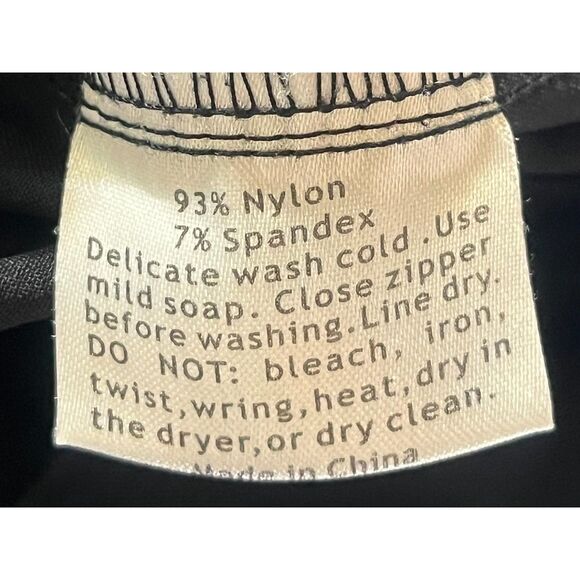 93% Nylon
7% Spandex
Delicate wash cold .Use
mild soap. Close zipper
before washing.Line dry.
DO NOT: bleach, iron,
twist,wring,heat,dry in
the dryer,or dry clean.
Made in China